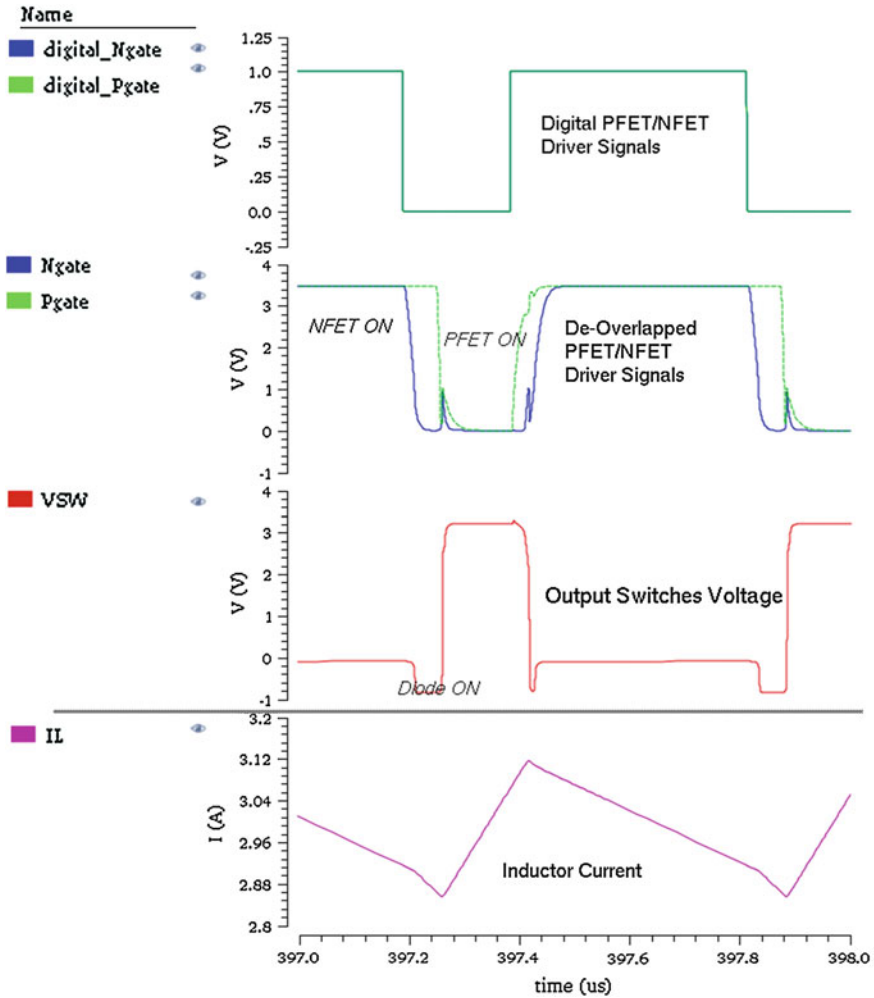 Name
digital_Ngate
digital_Pgate
1.25
1.0
.75
.5
.25
0.0
-.25
V (V)
Digital PFET/NFET
Driver Signals
Ngate
Pgate
4
3
2
1
0
-1
V (V)
NFET ON
PFET ON
De-Overlapped
PFET/NFET
Driver Signals
VSW
4
3
2
1
0
-1
V (V)
Output Switches Voltage
Diode ON
IL
3.2
3.12
3.04
2.96
2.88
2.8
I (A)
Inductor Current
397.0 397.2 397.4 397.6 397.8 398.0
time (us)